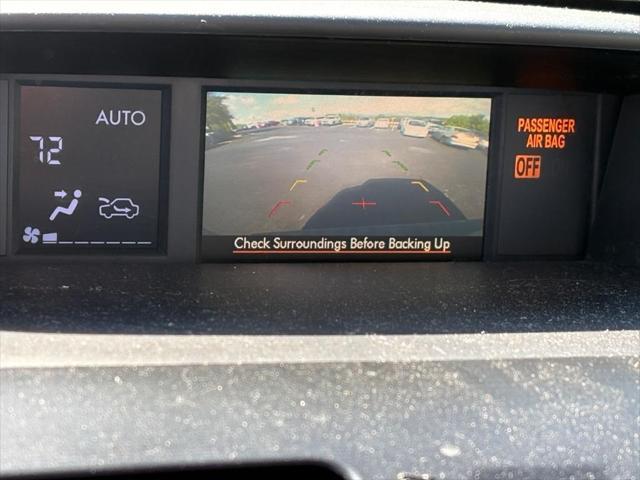 AUTO
72
Check Surroundings Before Backing Up
PASSENGER
AIR BAG
OFF